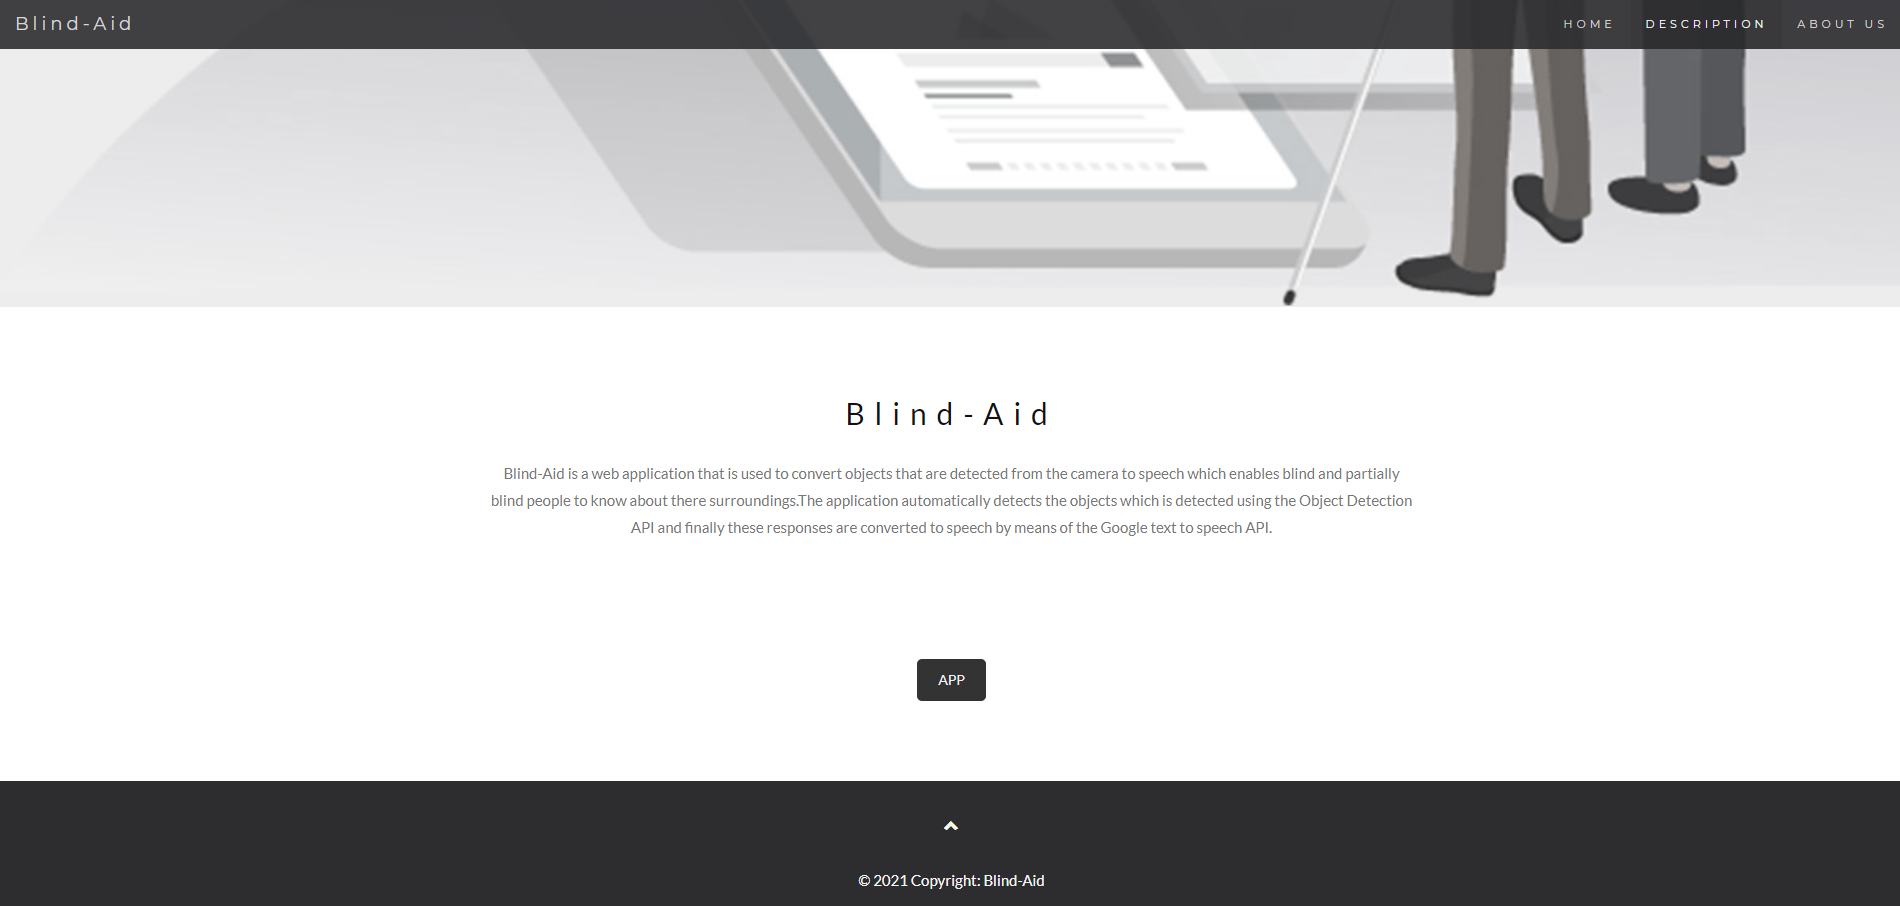 Blind-Aid
HOME DESCRIPTION ABOUT US
Blind-Aid
Blind-Aid is a web application that is used to convert objects that are detected from the camera to speech which enables blind and partially
blind people to know about there surroundings.The application automatically detects the objects which is detected using the Object Detection
API and finally these responses are converted to speech by means of the Google text to speech API.
APP
© 2021 Copyright: Blind-Aid